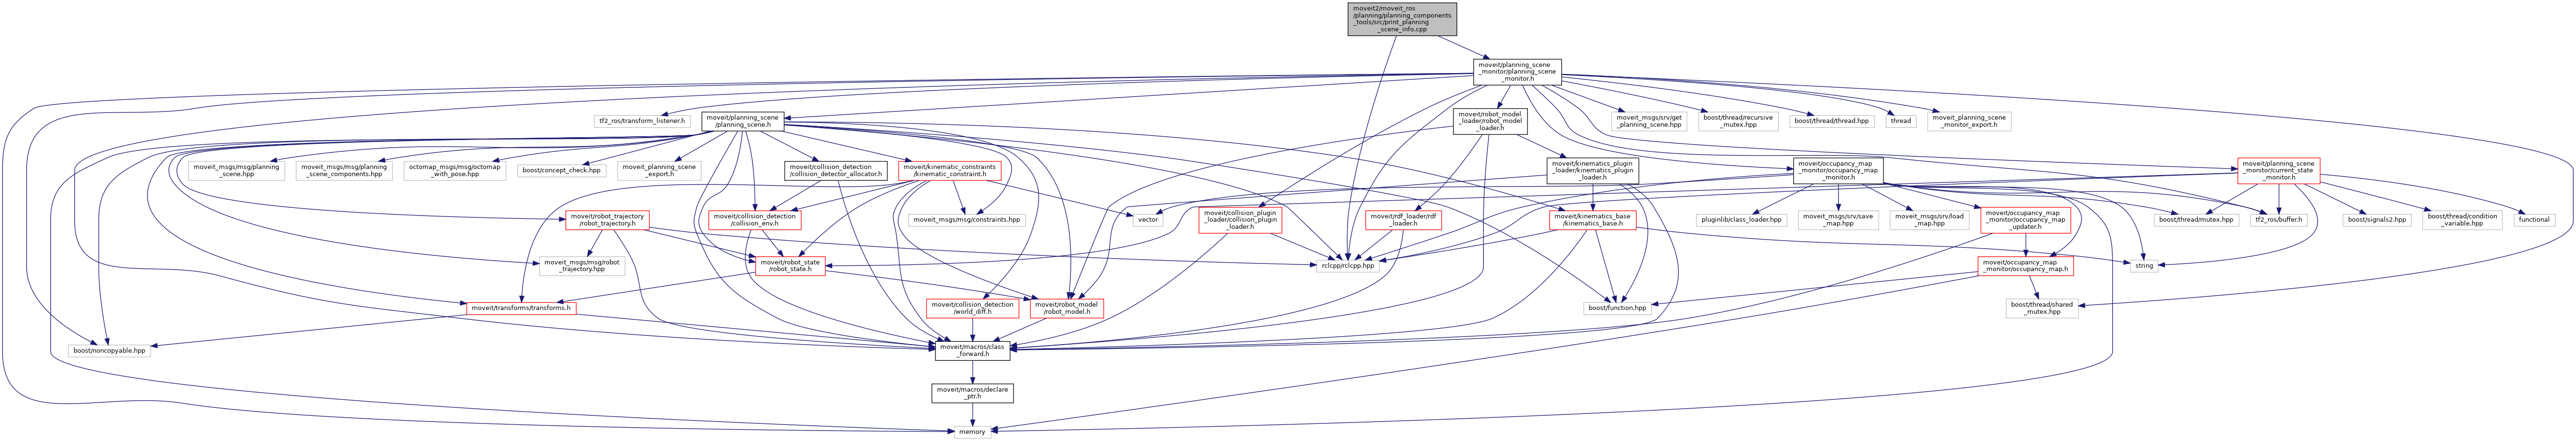 moveit2/moveit_ros
/planning/planning_components
_tools/src/print_planning
_scene_info.cpp
moveit/planning_scene
_monitor/planning_scene
_monitor.h
tf2_ros/transform_listener.h
moveit/planning_scene
/planning_scene.h
moveit/robot_model
_loader/robot_model
_loader.h
moveit_msgs/srv/get
_planning_scene.hpp
boost/thread/recursive
_mutex.hpp
boost/thread/thread.hpp
thread
moveit_planning_scene
_monitor_export.h
moveit_msgs/msg/planning
_scene.hpp
moveit_msgs/msg/planning
_scene_components.hpp
octomap_msgs/msg/octomap
_with_pose.hpp
boost/concept_check.hpp
moveit_planning_scene
_export.h
moveit/collision_detection
/collision_detector_allocator.h
moveit/kinematic_constraints
/kinematic_constraint.h
moveit/kinematics_plugin
_loader/kinematics_plugin
_loader.h
moveit/occupancy_map
_monitor/occupancy_map
_monitor.h
moveit/planning_scene
_monitor/current_state
_monitor.h
moveit/robot_trajectory
/robot_trajectory.h
moveit/collision_detection
/collision_env.h
moveit_msgs/msg/constraints.hpp
vector
moveit/collision_plugin
_loader/collision_plugin
_loader.h
moveit/rdf_loader/rdf
_loader.h
moveit/kinematics_base
/kinematics_base.h
pluginlib/class_loader.hpp
moveit_msgs/srv/save
_map.hpp
moveit_msgs/srv/load
_map.hpp
moveit/occupancy_map
_monitor/occupancy_map
_updater.h
boost/thread/mutex.hpp
tf2_ros/buffer.h
boost/signals2.hpp
boost/thread/condition
_variable.hpp
functional
moveit_msgs/msg/robot
_trajectory.hpp
moveit/robot_state
/robot_state.h
rclcpp/rclcpp.hpp
moveit/occupancy_map
_monitor/occupancy_map.h
string
moveit/transforms/transforms.h
moveit/collision_detection
/world_diff.h
moveit/robot_model
/robot_model.h
boost/function.hpp
boost/thread/shared
_mutex.hpp
boost/noncopyable.hpp
moveit/macros/class
_forward.h
moveit/macros/declare
_ptr.h
memory